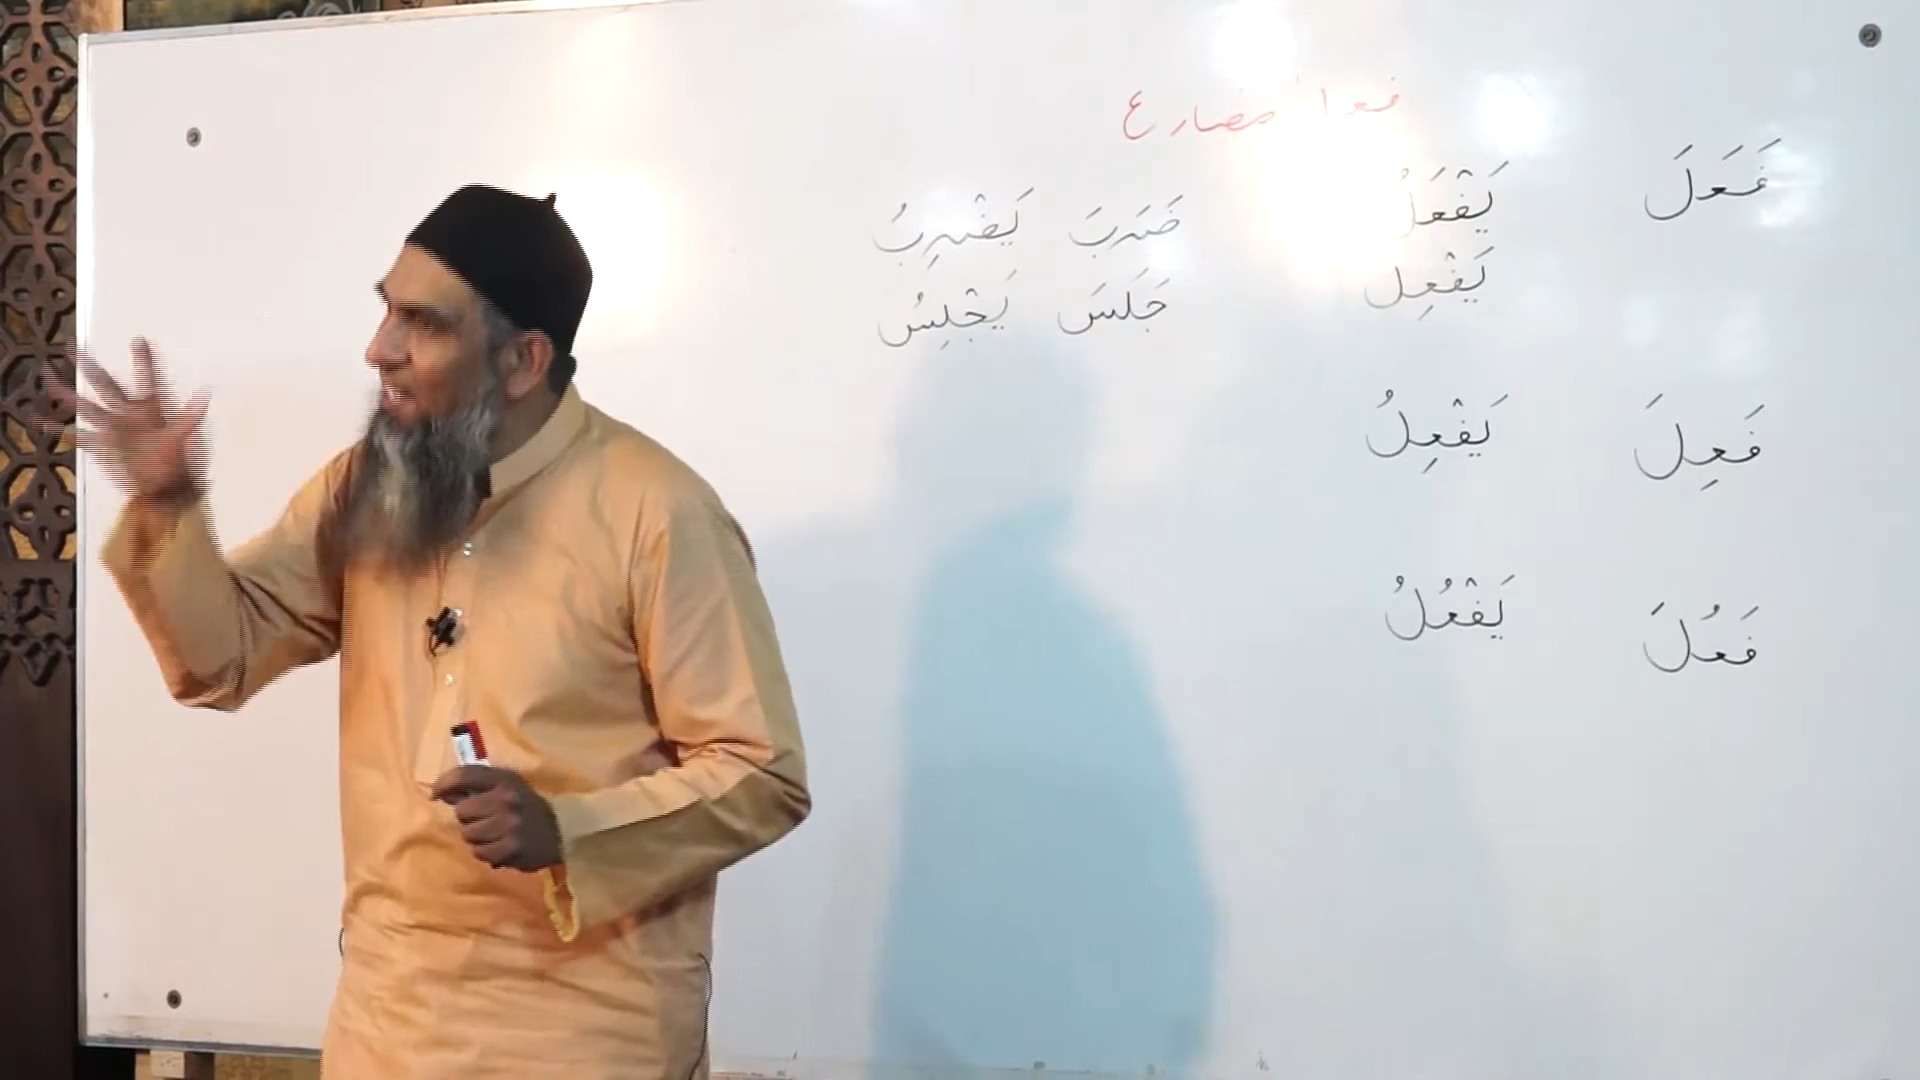 فعل مضارع
فَعَلَ يَفْعَلُ ضَرَبَ يَضْرِبُ
يَفْعِل جَلَسَ يَجْلِسُ
فَعِلَ يَفْعِلُ
فَعُلَ يَفْعُلُ